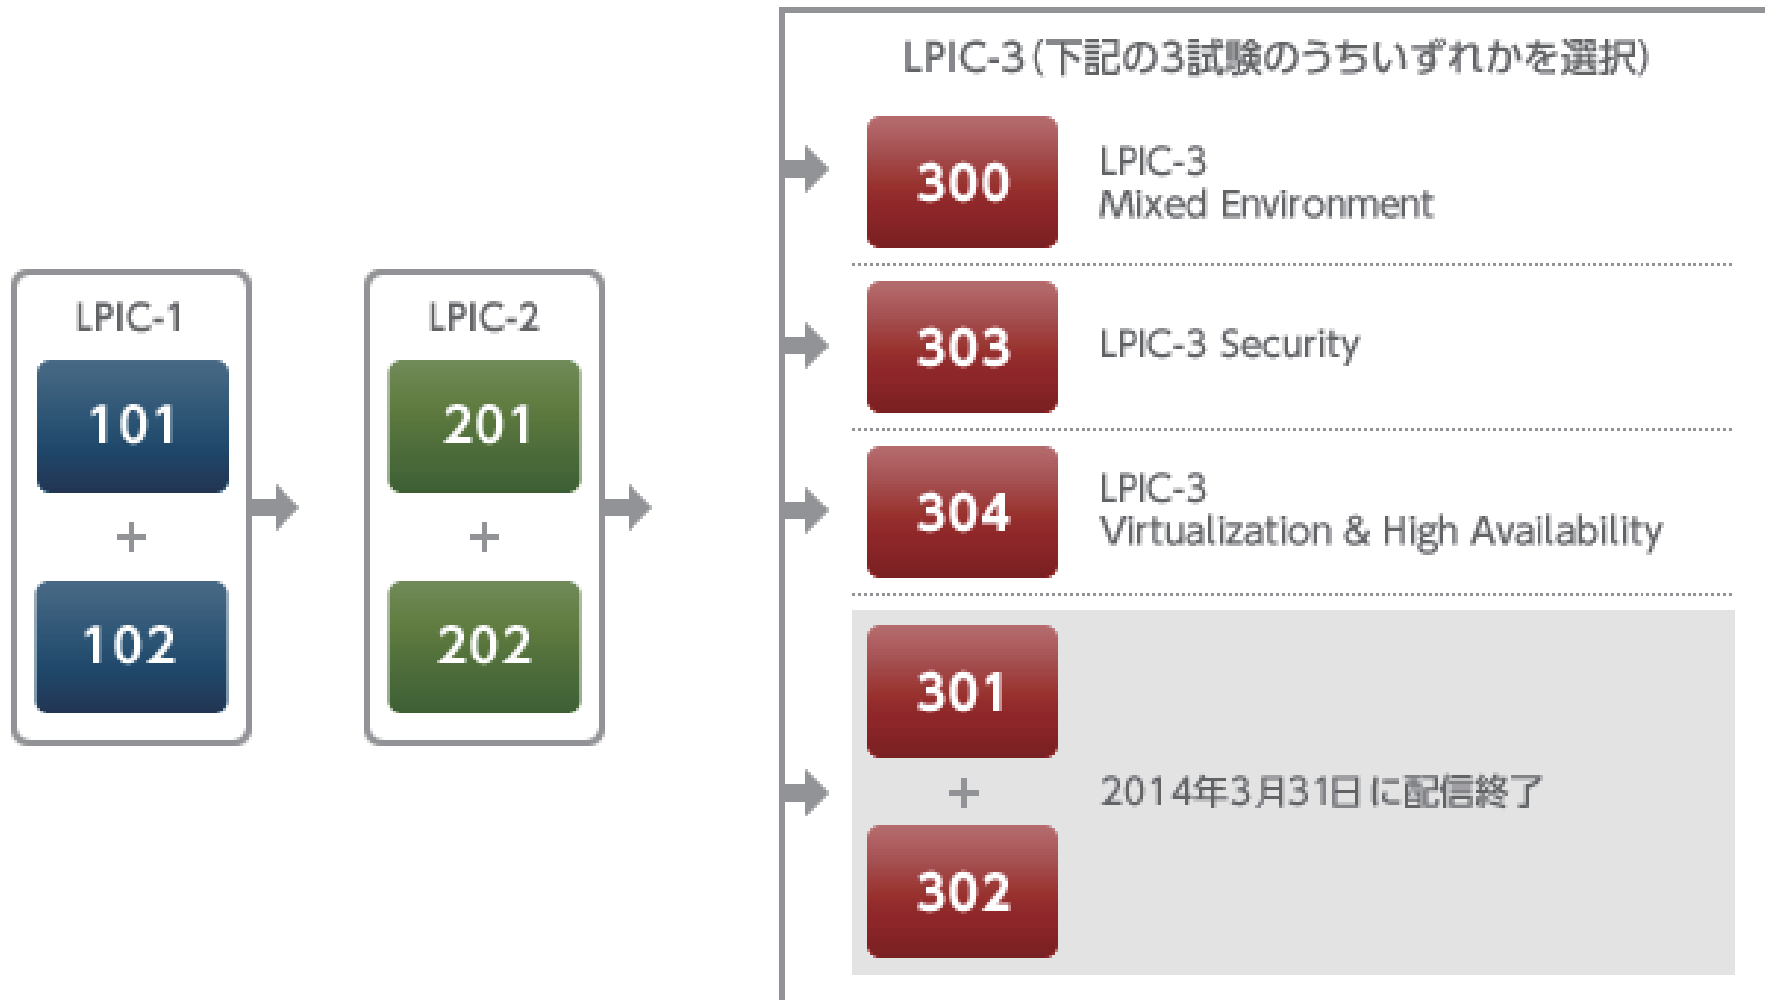 LPIC-1
101
+
102
LPIC-2
201
+
202
LPIC-3(下記の3試験のうちいずれかを選択)
300
LPIC-3
Mixed Environment
303
LPIC-3 Security
304
LPIC-3
Virtualization & High Availability
301
+
302
2014年3月31日に配信終了